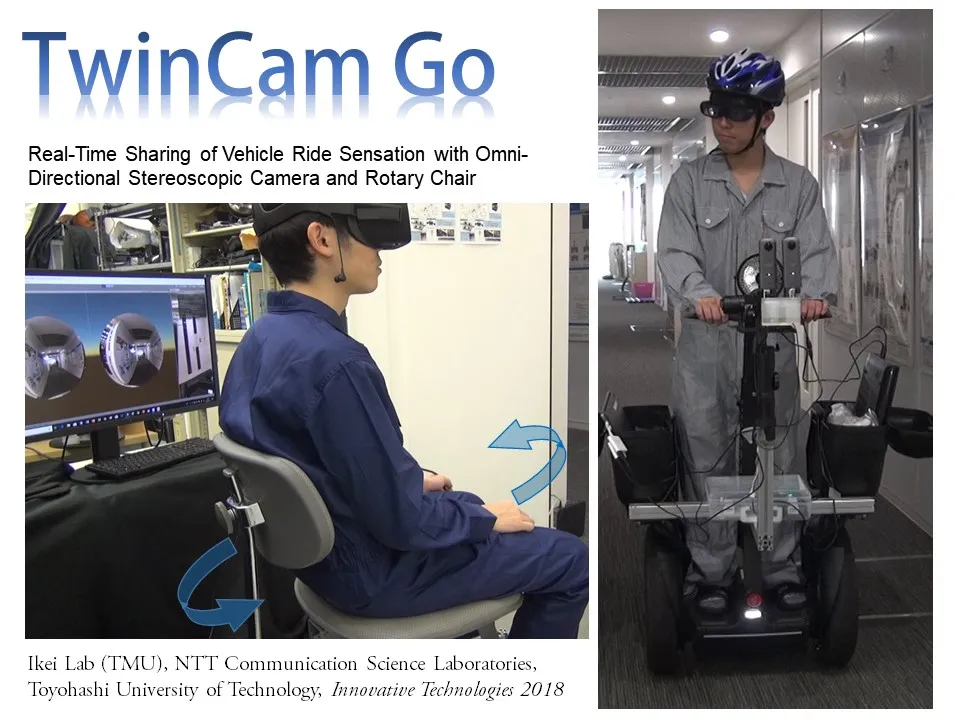 TwinCam Go
Real-Time Sharing of Vehicle Ride Sensation with Omni-
Directional Stereoscopic Camera and Rotary Chair
Ikei Lab (TMU), NTT Communication Science Laboratories,
Toyohashi University of Technology, Innovative Technologies 2018